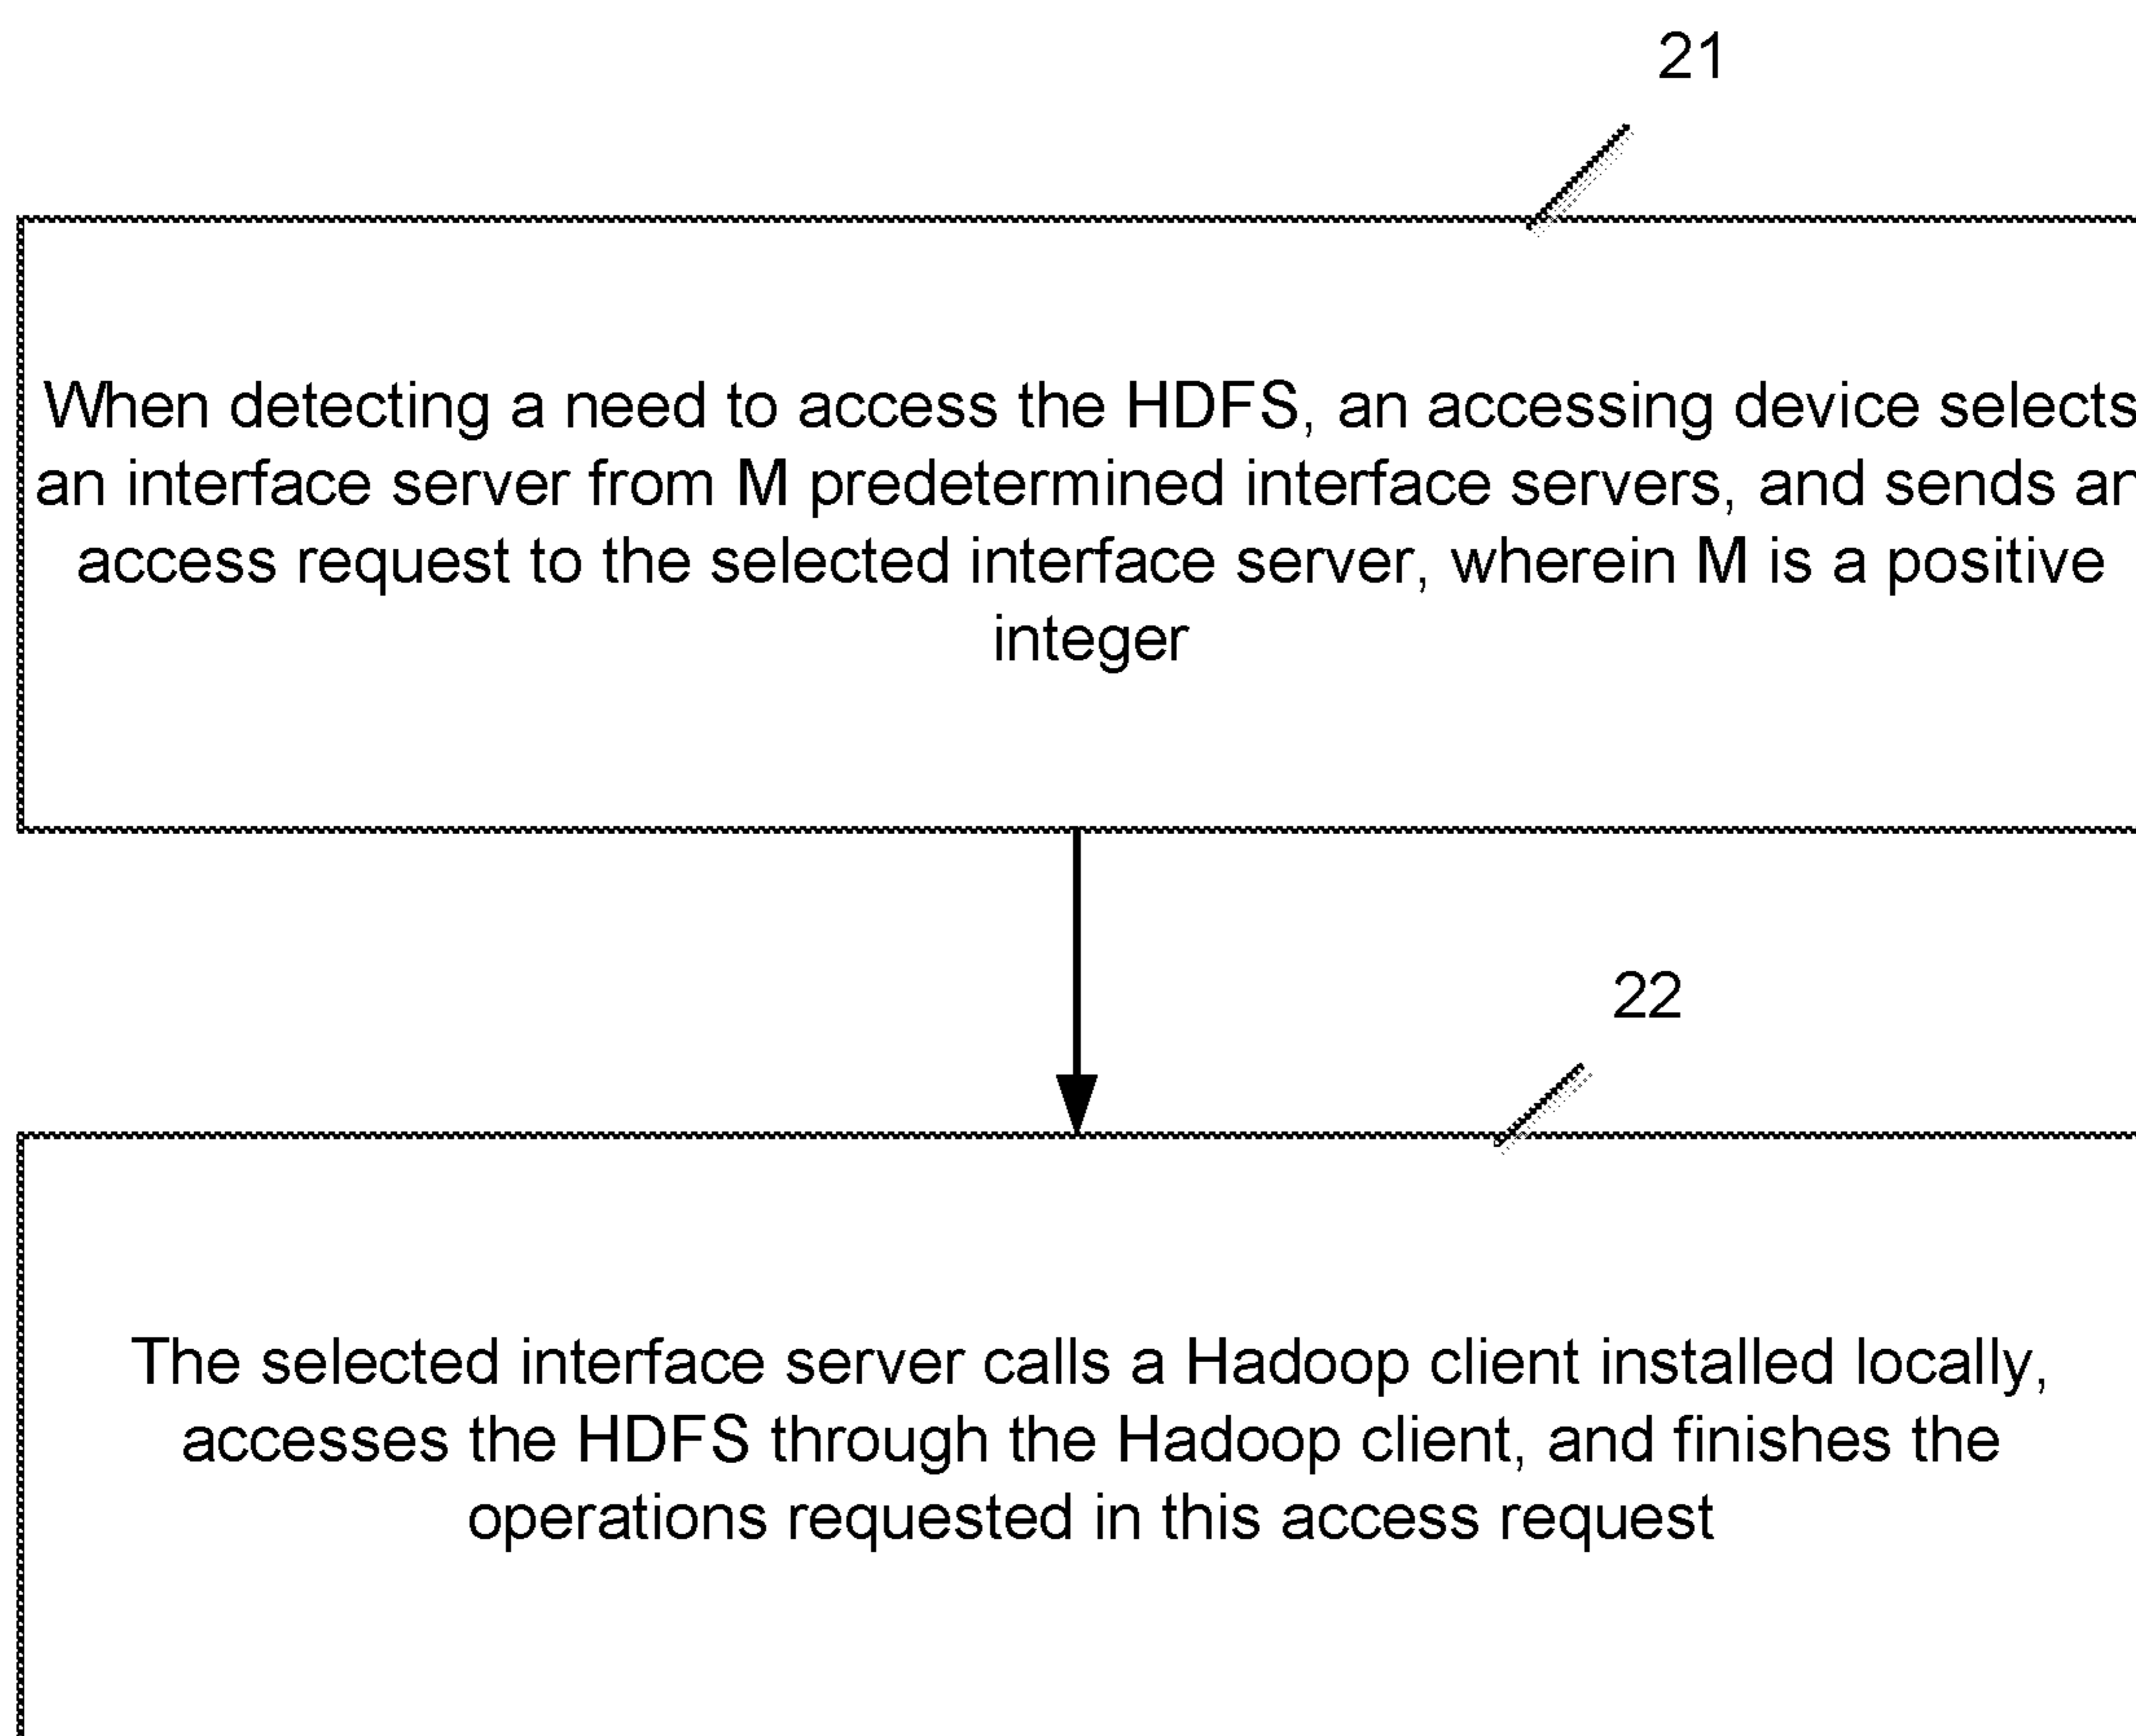 21
When detecting a need to access the HDFS, an accessing device selects
an interface server from M predetermined interface servers, and sends an
access request to the selected interface server, wherein M is a positive
integer
22
The selected interface server calls a Hadoop client installed locally,
accesses the HDFS through the Hadoop client, and finishes the
operations requested in this access request